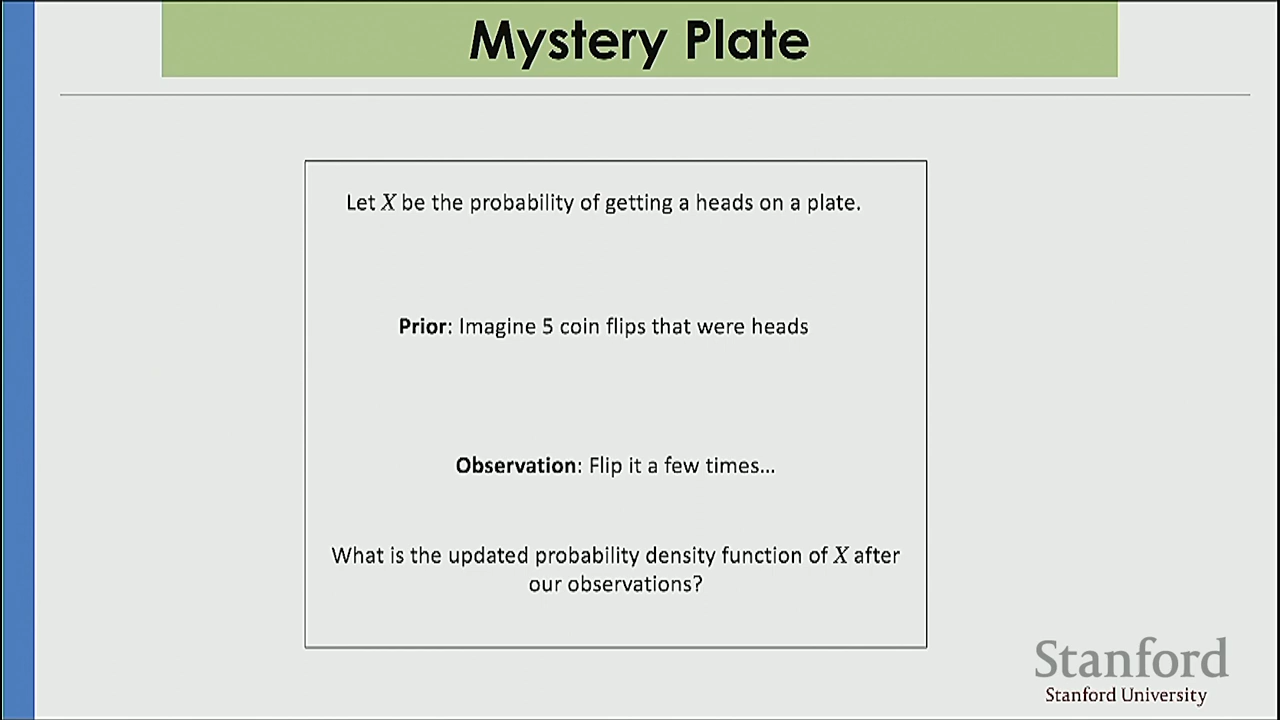 Mystery Plate
Let X be the probability of getting a heads on a plate.
Prior: Imagine 5 coin flips that were heads
Observation: Flip it a few times...
What is the updated probability density function of X after
our observations?
Stanford
Stanford University